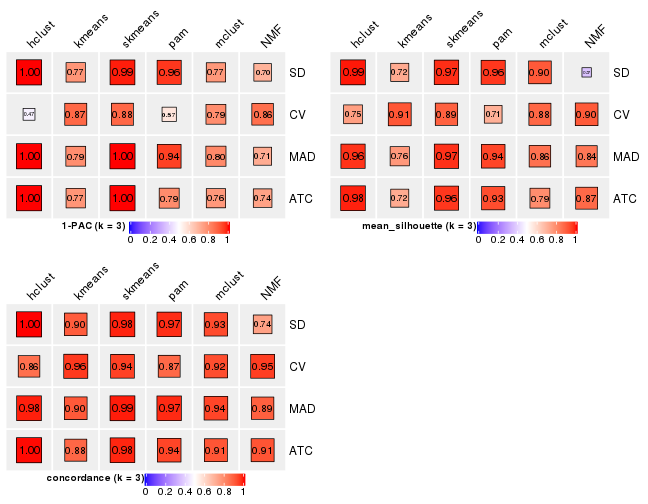 hclust kmeans skmeans pam mclust NMF
1.00 0.77 0.99 0.96 0.77 0.70 SD
0.47 0.87 0.88 0.57 0.79 0.86 CV
1.00 0.79 1.00 0.94 0.80 0.71 MAD
1.00 0.77 1.00 0.79 0.76 0.74 ATC
1-PAC (k = 3)
0 0.2 0.4 0.6 0.8 1
hclust kmeans skmeans pam mclust NMF
0.99 0.72 0.97 0.96 0.90 SD
0.75 0.91 0.89 0.71 0.88 0.90 CV
0.96 0.76 0.97 0.94 0.86 0.84 MAD
0.98 0.72 0.96 0.93 0.79 0.87 ATC
mean_silhouette (k = 3)
0 0.2 0.4 0.6 0.8 1
hclust kmeans skmeans pam mclust NMF
1.00 0.90 0.98 0.97 0.93 0.74 SD
0.86 0.96 0.94 0.87 0.92 0.95 CV
0.98 0.90 0.99 0.97 0.94 0.89 MAD
1.00 0.88 0.98 0.94 0.91 0.91 ATC
concordance (k = 3)
0 0.2 0.4 0.6 0.8 1